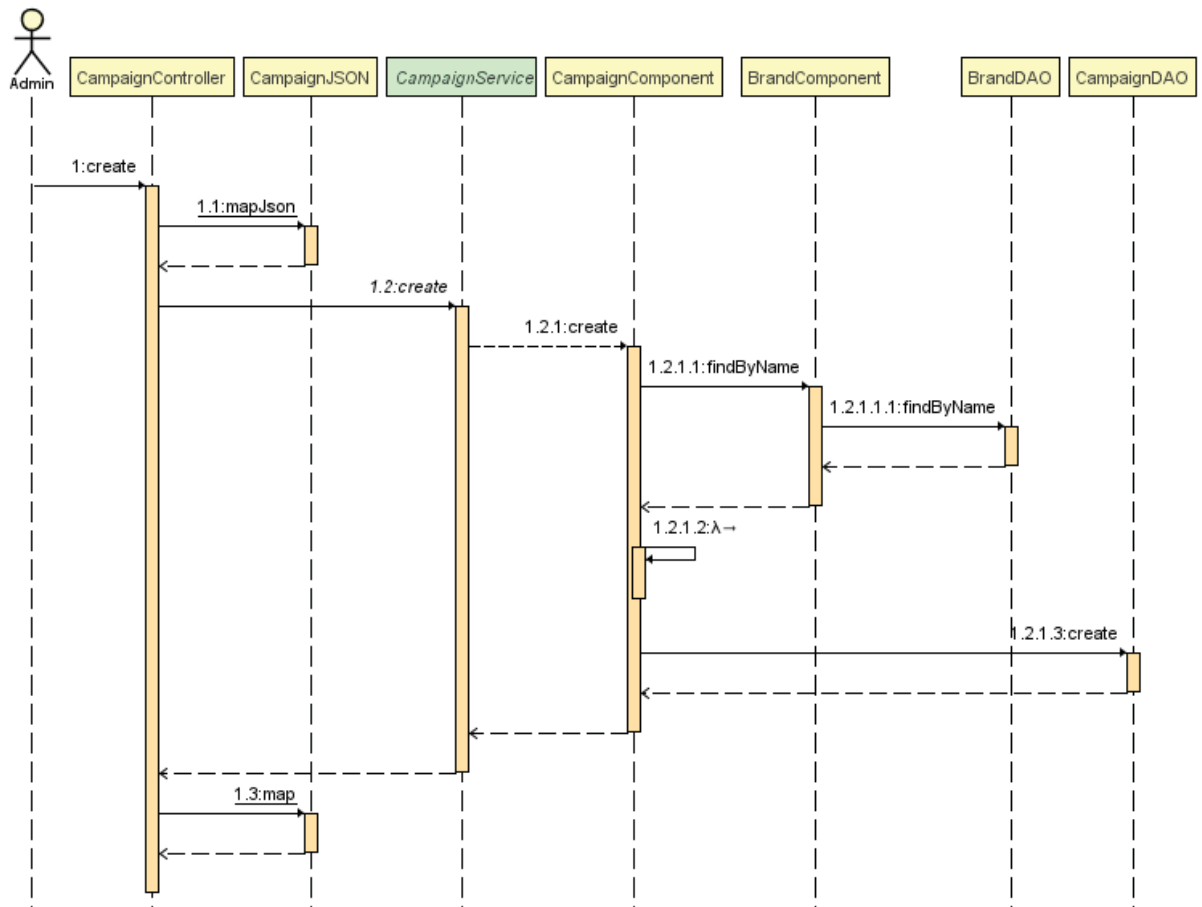 Admin
CampaignController
CampaignJSON
CampaignService
CampaignComponent
BrandComponent
BrandDAO
CampaignDAO
1:create
1.1:mapJson
1.2:create
1.2.1:create
1.2.1.1:findByName
1.2.1.1.1:findByName
1.2.1.2:λ→
1.2.1.3:create
1.3:map